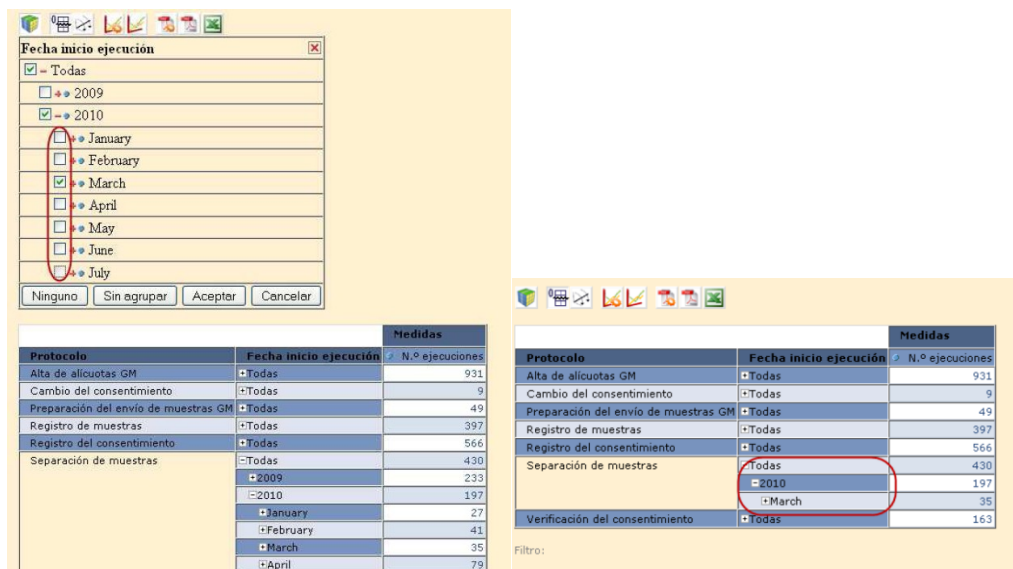 Fecha inicio ejecución
Todas
2009
2010
January
February
March
April
May
June
July
Ninguno Sin agrupar Aceptar Cancelar
Medidas
Protocolo Fecha inicio ejecución N.º ejecuciones
Alta de alícuotas GM Todas 931
Cambio del consentimiento Todas 9
Preparación del envío de muestras GM Todas 49
Registro de muestras Todas 397
Registro del consentimiento Todas 566
Separación de muestras Todas 430
2009 233
2010 197
January 27
February 41
March 35
April 79
Medidas
Protocolo Fecha inicio ejecución N.º ejecuciones
Alta de alícuotas GM Todas 931
Cambio del consentimiento Todas 9
Preparación del envío de muestras GM Todas 49
Registro de muestras Todas 397
Registro del consentimiento Todas 566
Separación de muestras Todas 430
2010 197
March 35
Verificación del consentimiento Todas 163
Filtro: